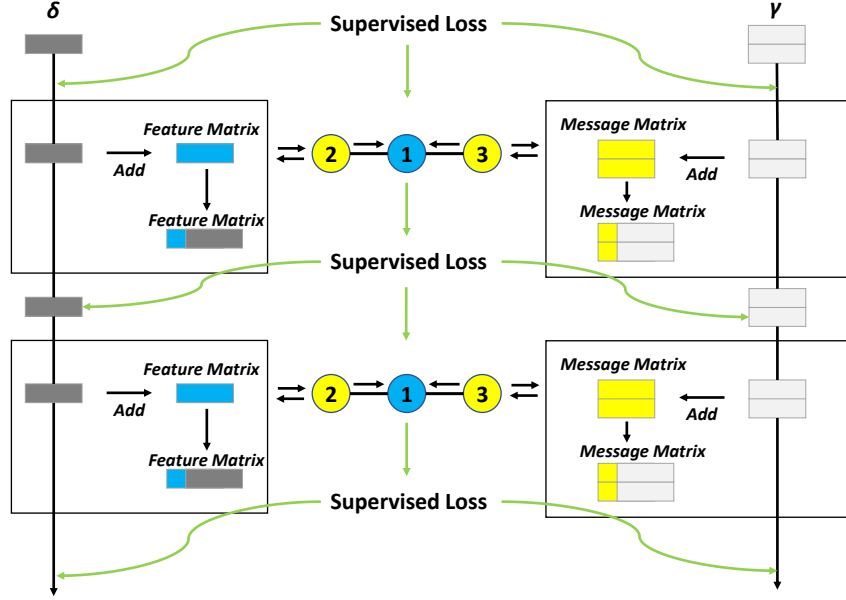 δ
Supervised Loss
γ
Feature Matrix
Add
Feature Matrix
2
1
3
Message Matrix
Add
Message Matrix
Supervised Loss
Feature Matrix
Add
Feature Matrix
2
1
3
Message Matrix
Add
Message Matrix
Supervised Loss